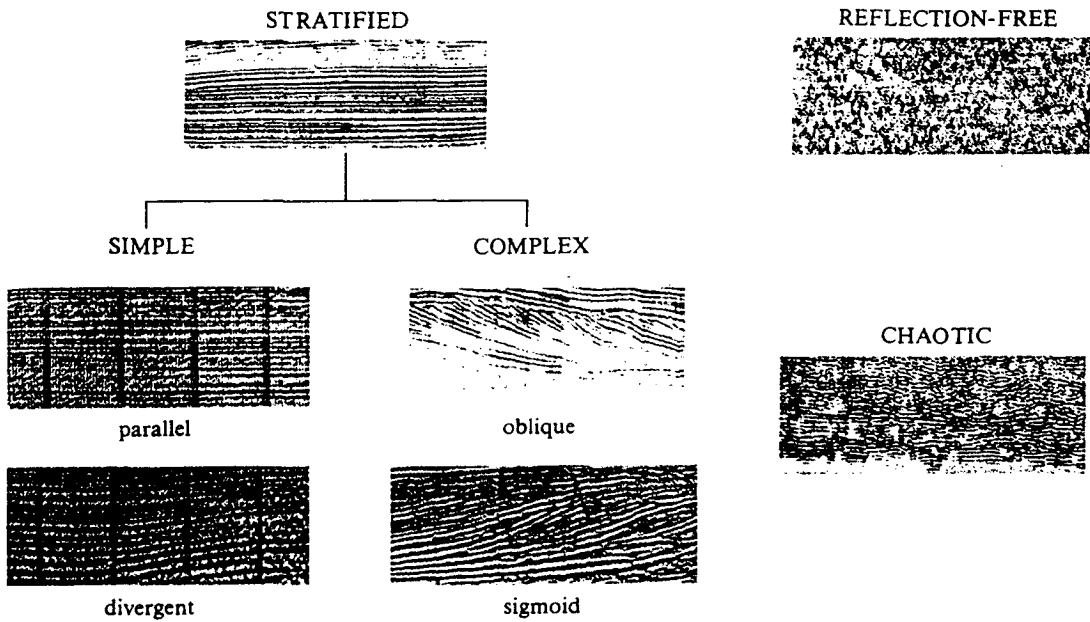 STRATIFIED
REFLECTION-FREE
SIMPLE
COMPLEX
CHAOTIC
parallel
oblique
divergent
sigmoid